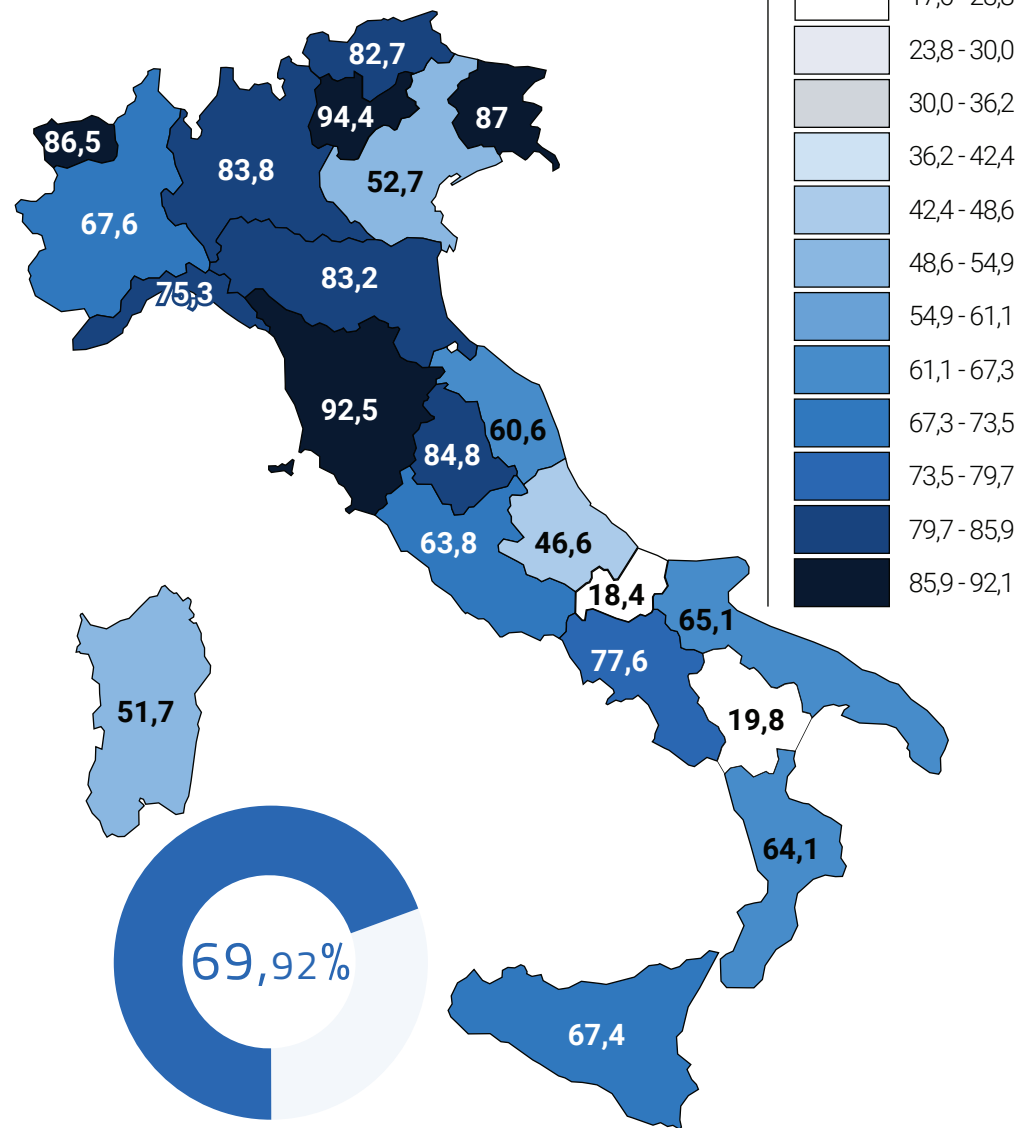 82,7
94,4
87
86,5
83,8
52,7
67,6
83,2
75,3
92,5
60,6
84,8
63,8
46,6
18,4
65,1
77,6
51,7
19,8
64,1
69,92%
67,4
23,8 - 30,0
30,0 - 36,2
36,2 - 42,4
42,4 - 48,6
48,6 - 54,9
54,9 - 61,1
61,1 - 67,3
67,3 - 73,5
73,5 - 79,7
79,7 - 85,9
85,9 - 92,1